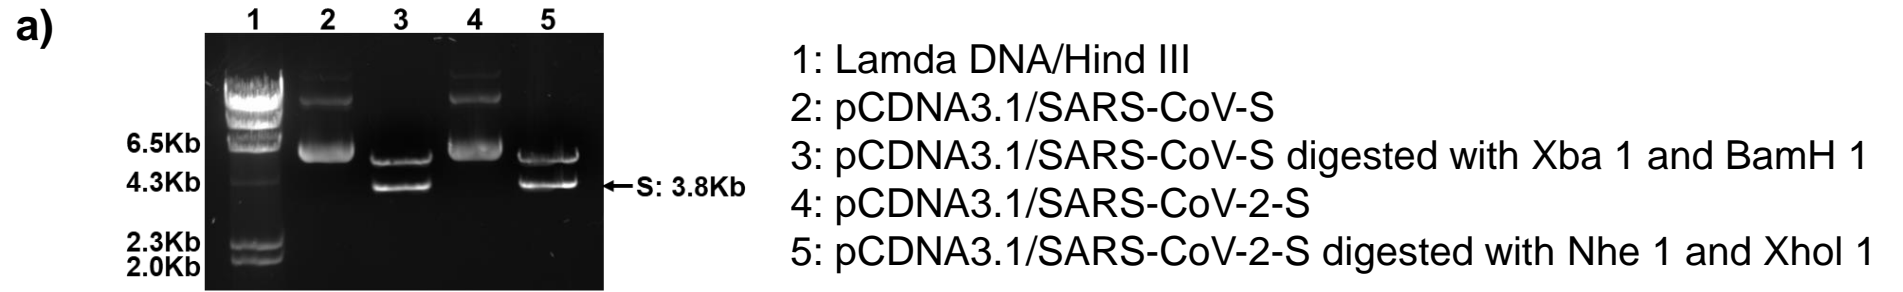 a)
1 2 3 4 5
6.5Kb
4.3Kb
2.3Kb
2.0Kb
S: 3.8Kb
1: Lamda DNA/Hind III
2: pCDNA3.1/SARS-CoV-S
3: pCDNA3.1/SARS-CoV-S digested with Xba 1 and BamH 1
4: pCDNA3.1/SARS-CoV-2-S
5: pCDNA3.1/SARS-CoV-2-S digested with Nhe 1 and Xhol 1